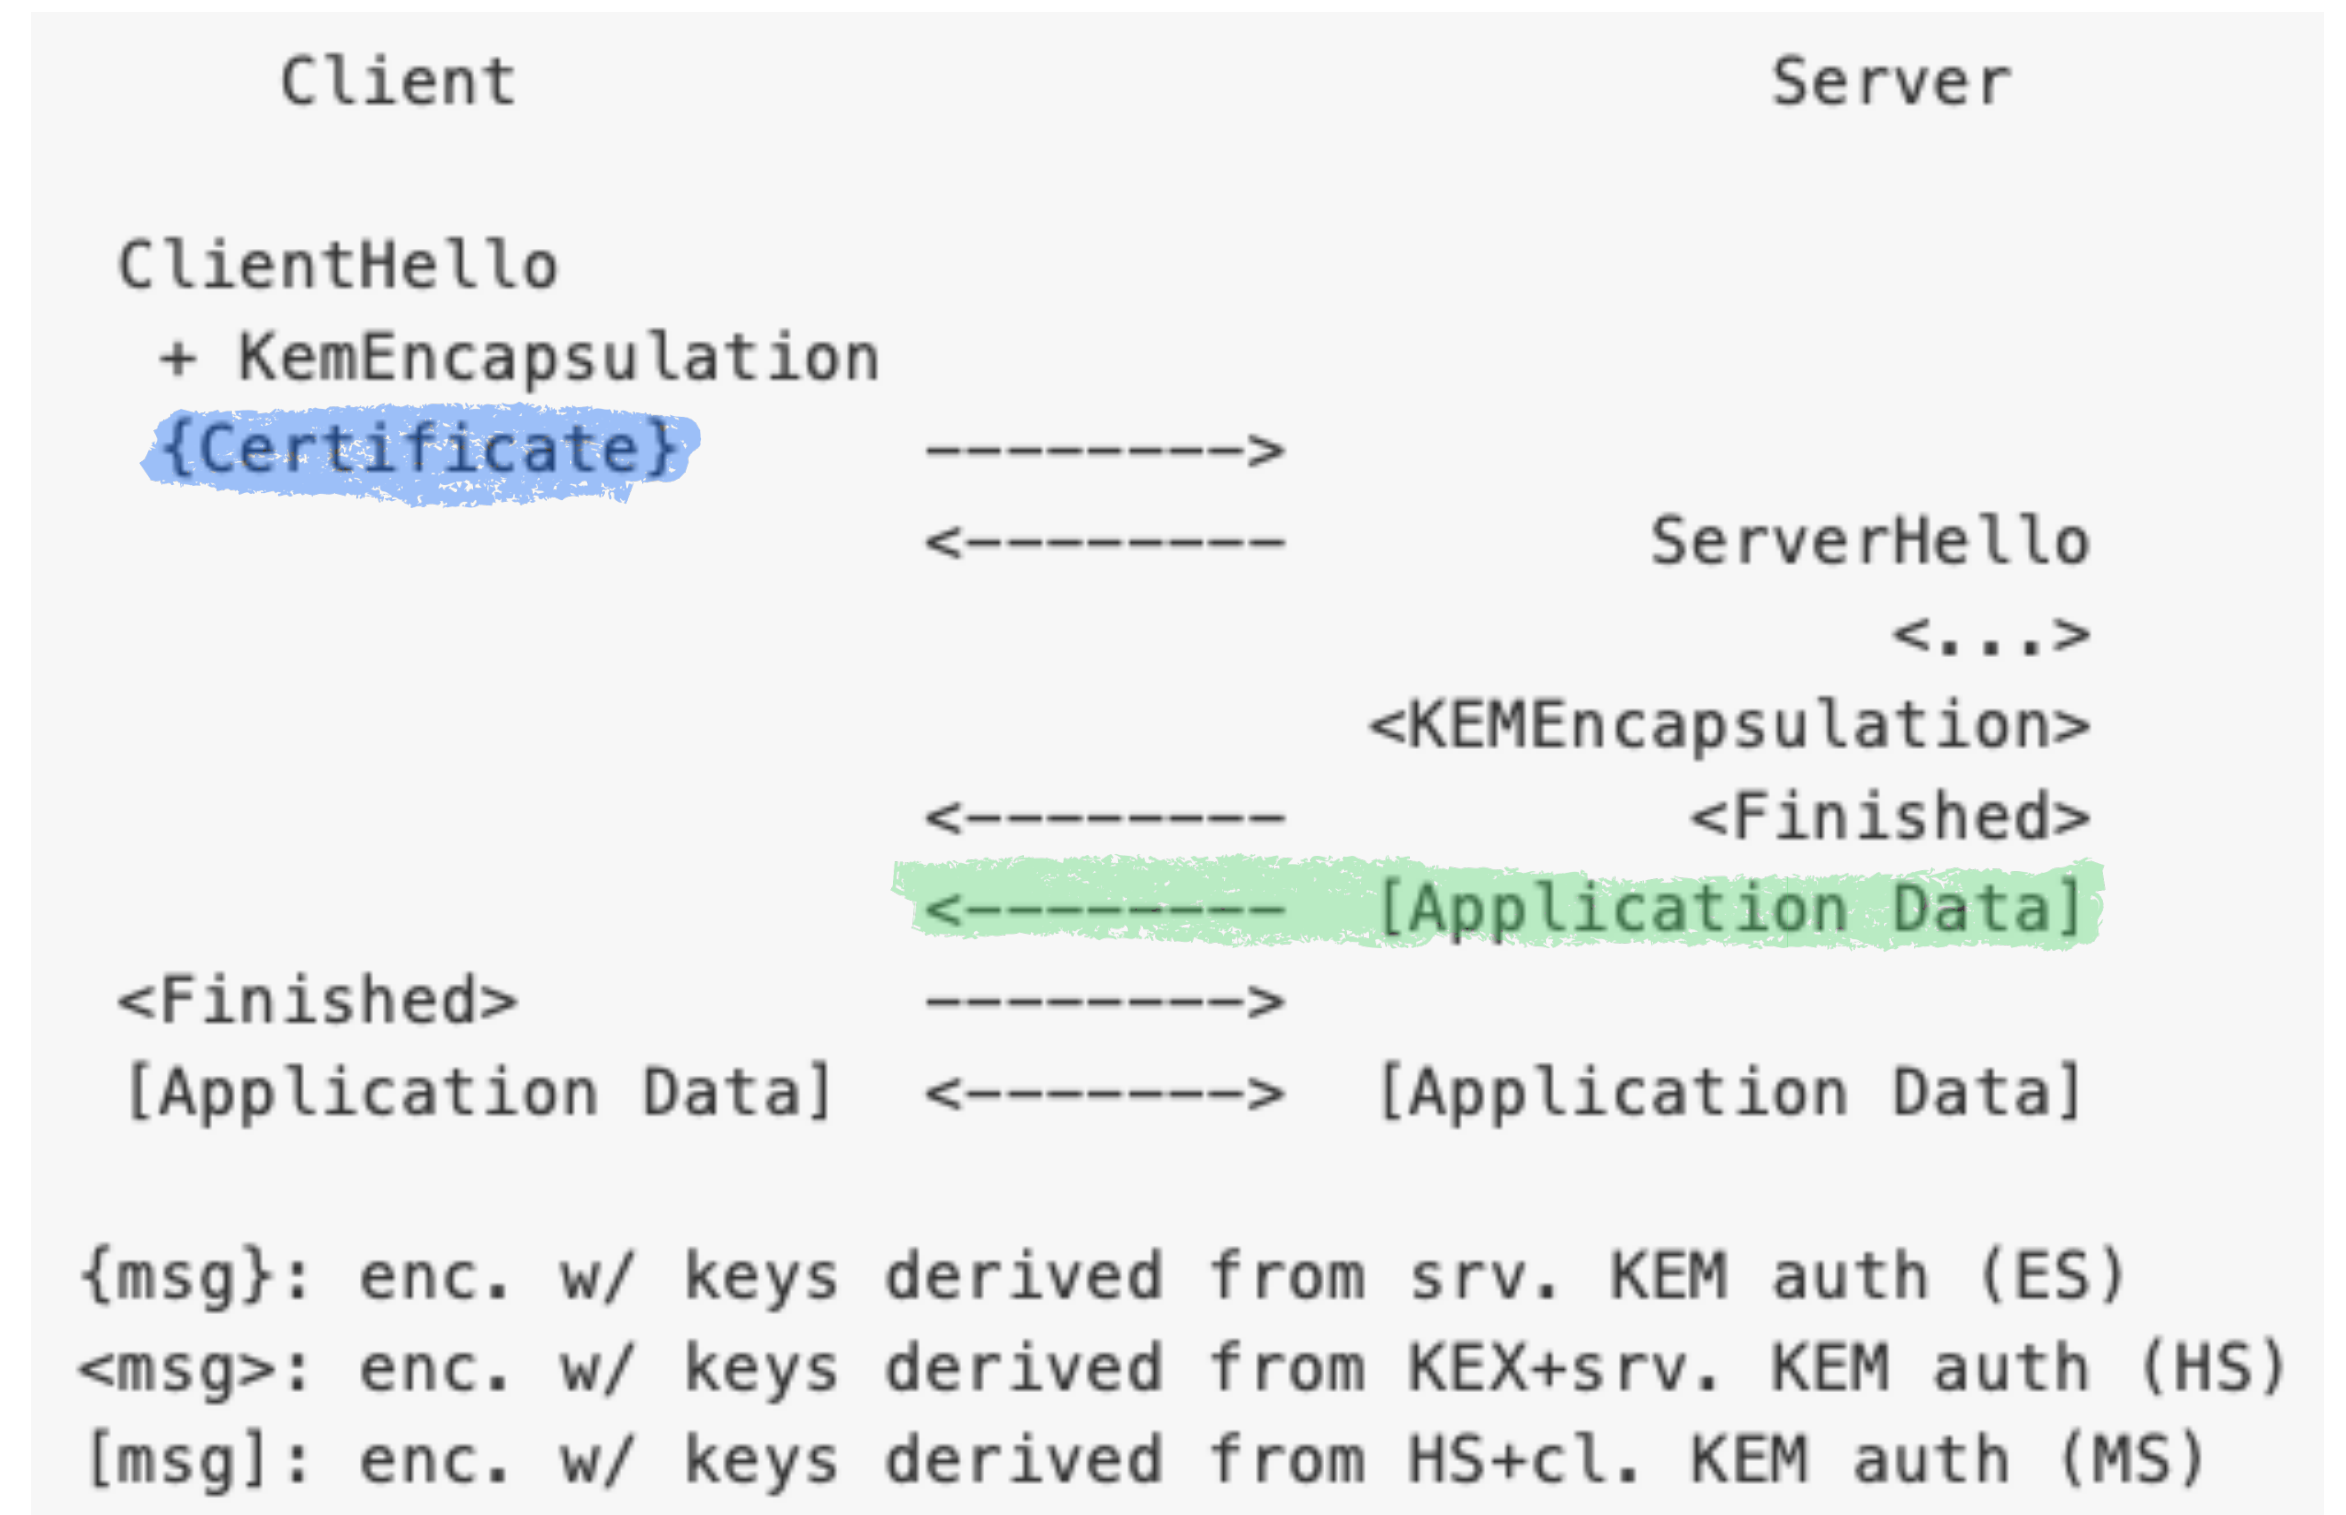 Client Server
ClientHello
+ KemEncapsulation
{Certificate} -------->
<-------- ServerHello
<...>
<KEMEncapsulation>
<-------- <Finished>
<-------- [Application Data]
<Finished> -------->
[Application Data] <-------> [Application Data]
{msg}: enc. w/ keys derived from srv. KEM auth (ES)
<msg>: enc. w/ keys derived from KEX+srv. KEM auth (HS)
[msg]: enc. w/ keys derived from HS+cl. KEM auth (MS)